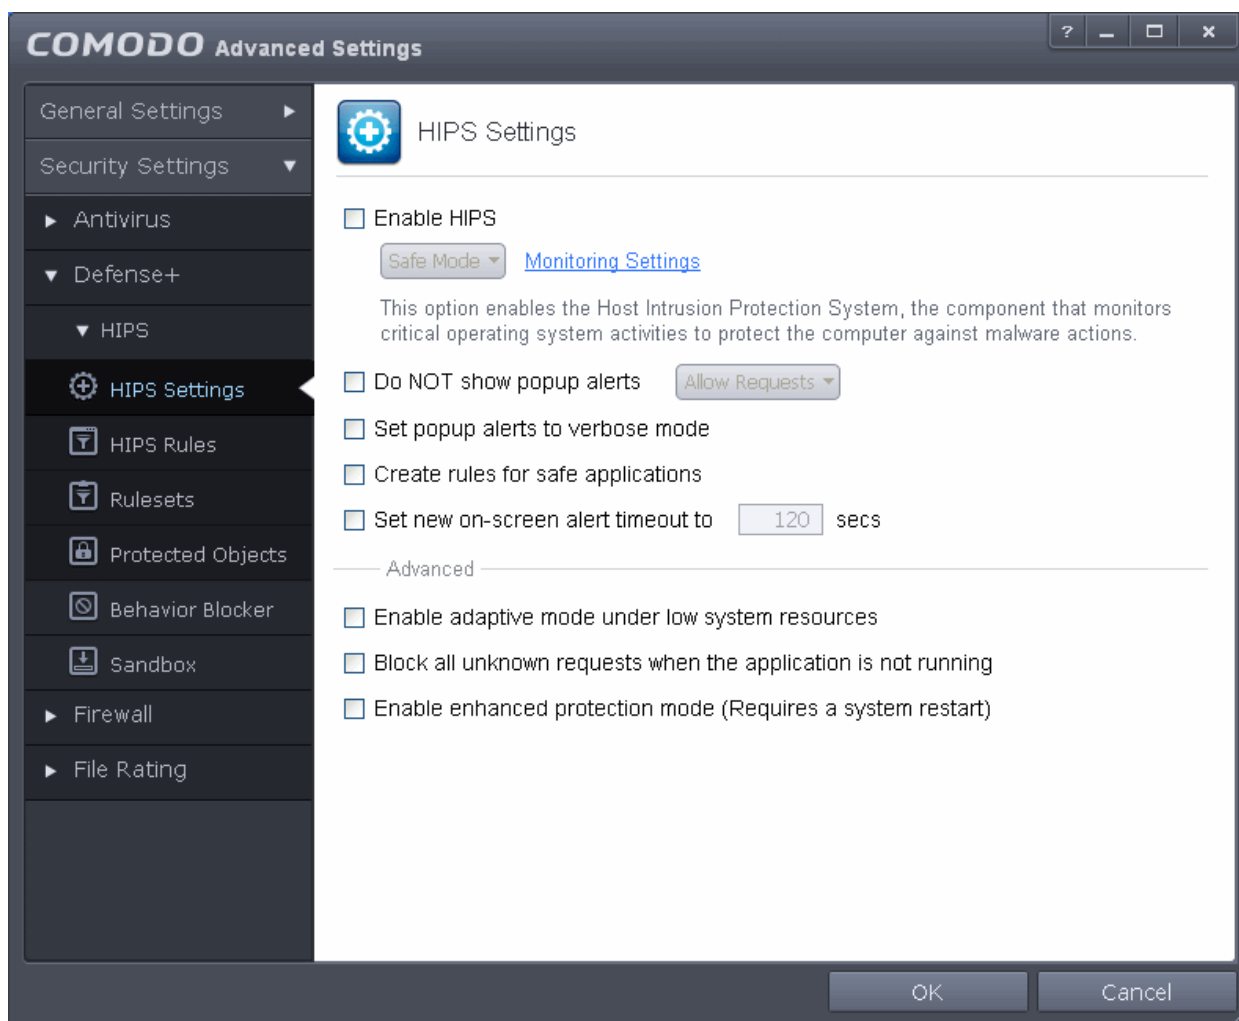 COMODO Advanced Settings
?
General Settings
Security Settings
Antivirus
Defense+
HIPS
HIPS Settings
HIPS Rules
Rulesets
Protected Objects
Behavior Blocker
Sandbox
Firewall
File Rating
HIPS Settings
Enable HIPS
Safe Mode Monitoring Settings
This option enables the Host Intrusion Protection System, the component that monitors
critical operating system activities to protect the computer against malware actions.
Do NOT show popup alerts Allow Requests
Set popup alerts to verbose mode
Create rules for safe applications
Set new on-screen alert timeout to 120 secs
Advanced
Enable adaptive mode under low system resources
Block all unknown requests when the application is not running
Enable enhanced protection mode (Requires a system restart)
OK Cancel